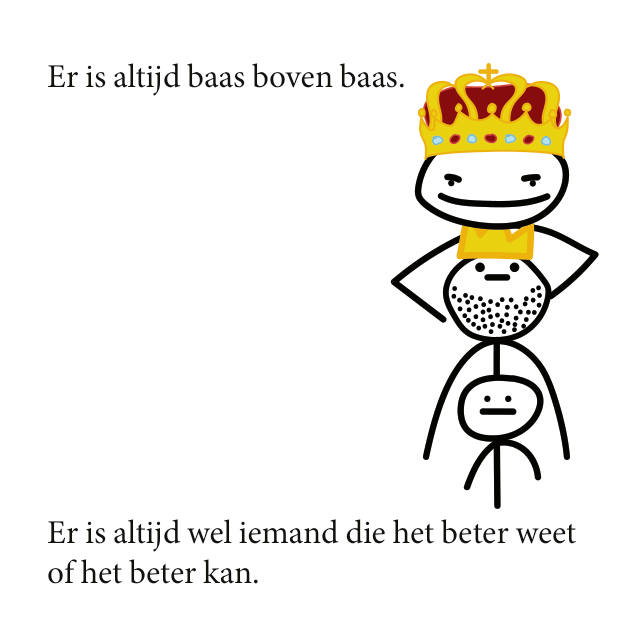 Er is altijd baas boven baas.
Er is altijd wel iemand die het beter weet
of het beter kan.